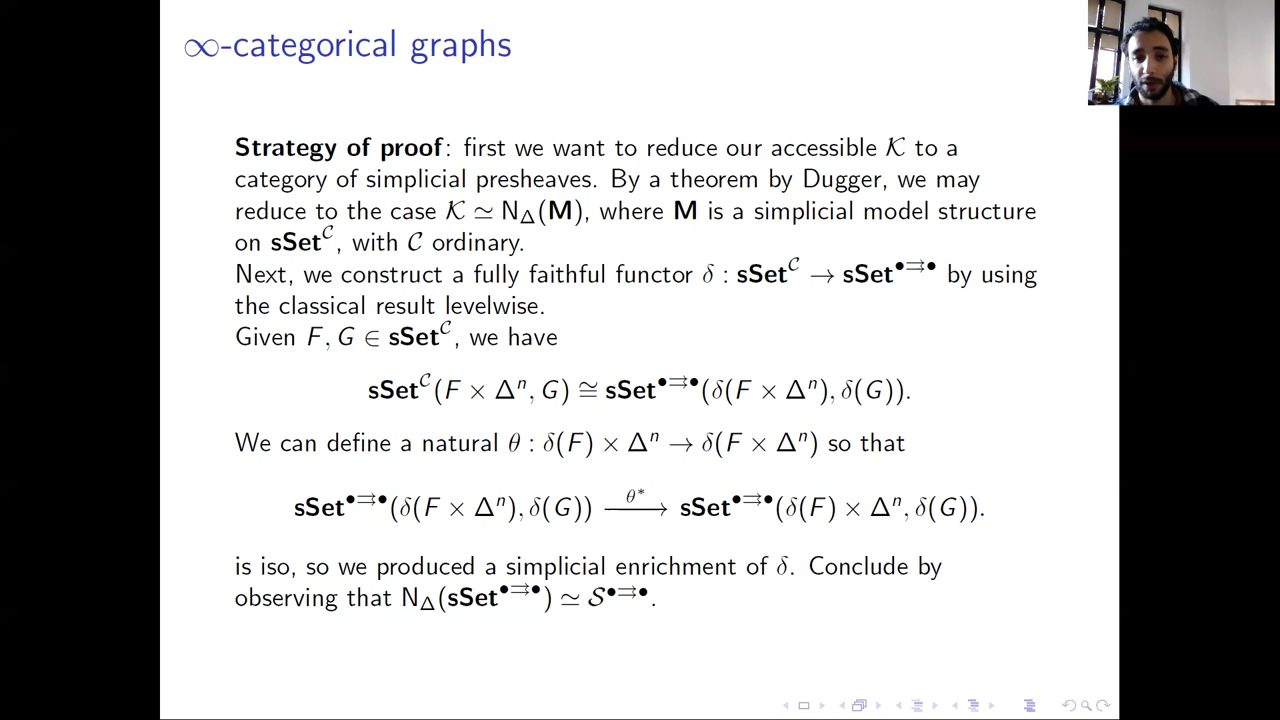 ∞-categorical graphs
Strategy of proof: first we want to reduce our accessible 𝒦 to a
category of simplicial presheaves. By a theorem by Dugger, we may
reduce to the case 𝒦 ≃ N_Δ(M), where M is a simplicial model structure
on sSet^𝒞, with 𝒞 ordinary.
Next, we construct a fully faithful functor δ : sSet^𝒞 → sSet^{•⇉•} by using
the classical result levelwise.
Given F, G ∈ sSet^𝒞, we have
sSet^𝒞(F × Δ^n, G) ≅ sSet^{•⇉•}(δ(F × Δ^n), δ(G)).
We can define a natural θ : δ(F) × Δ^n → δ(F × Δ^n) so that
sSet^{•⇉•}(δ(F × Δ^n), δ(G)) —θ*→ sSet^{•⇉•}(δ(F) × Δ^n, δ(G)).
is iso, so we produced a simplicial enrichment of δ. Conclude by
observing that N_Δ(sSet^{•⇉•}) ≃ 𝒮^{•⇉•}.